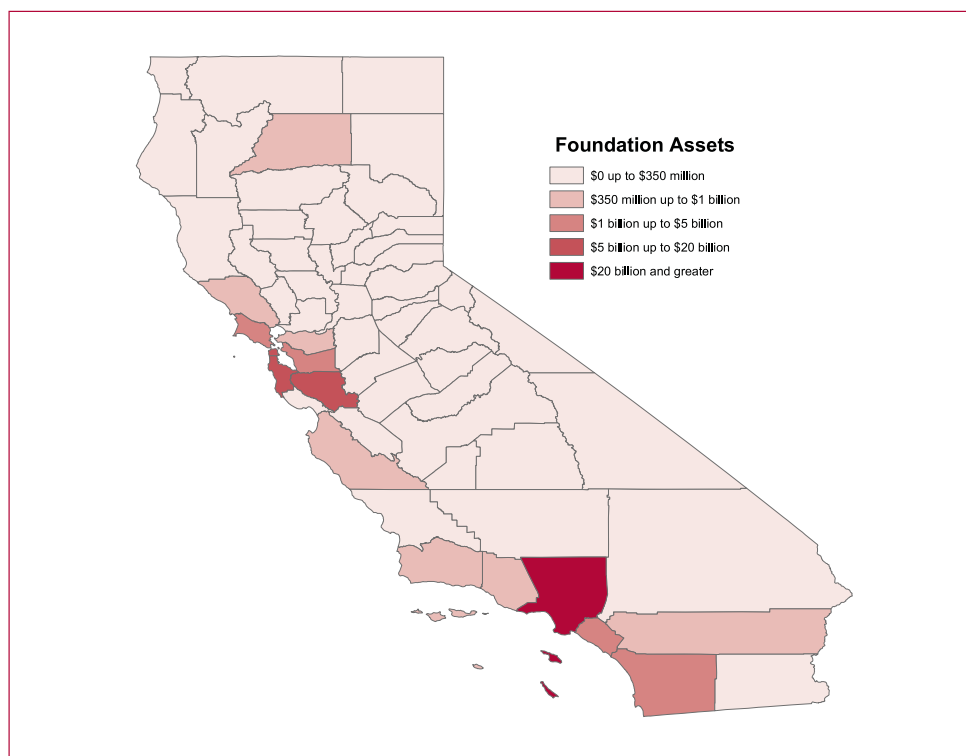 Foundation Assets
$0 up to $350 million
$350 million up to $1 billion
$1 billion up to $5 billion
$5 billion up to $20 billion
$20 billion and greater